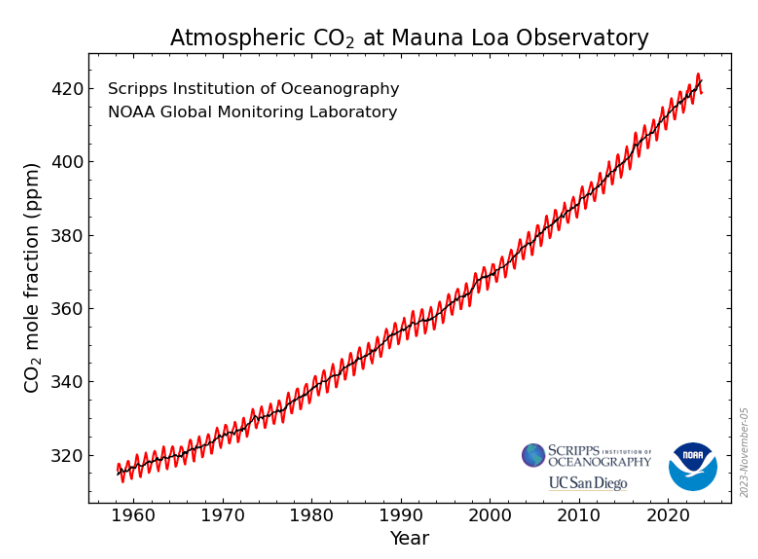 Atmospheric CO₂ at Mauna Loa Observatory
Scripps Institution of Oceanography
NOAA Global Monitoring Laboratory
CO₂ mole fraction (ppm)
420
400
380
360
340
320
1960 1970 1980 1990 2000 2010 2020
Year
SCRIPPS INSTITUTION OF
OCEANOGRAPHY
UC San Diego
NOAA
2023-November-05